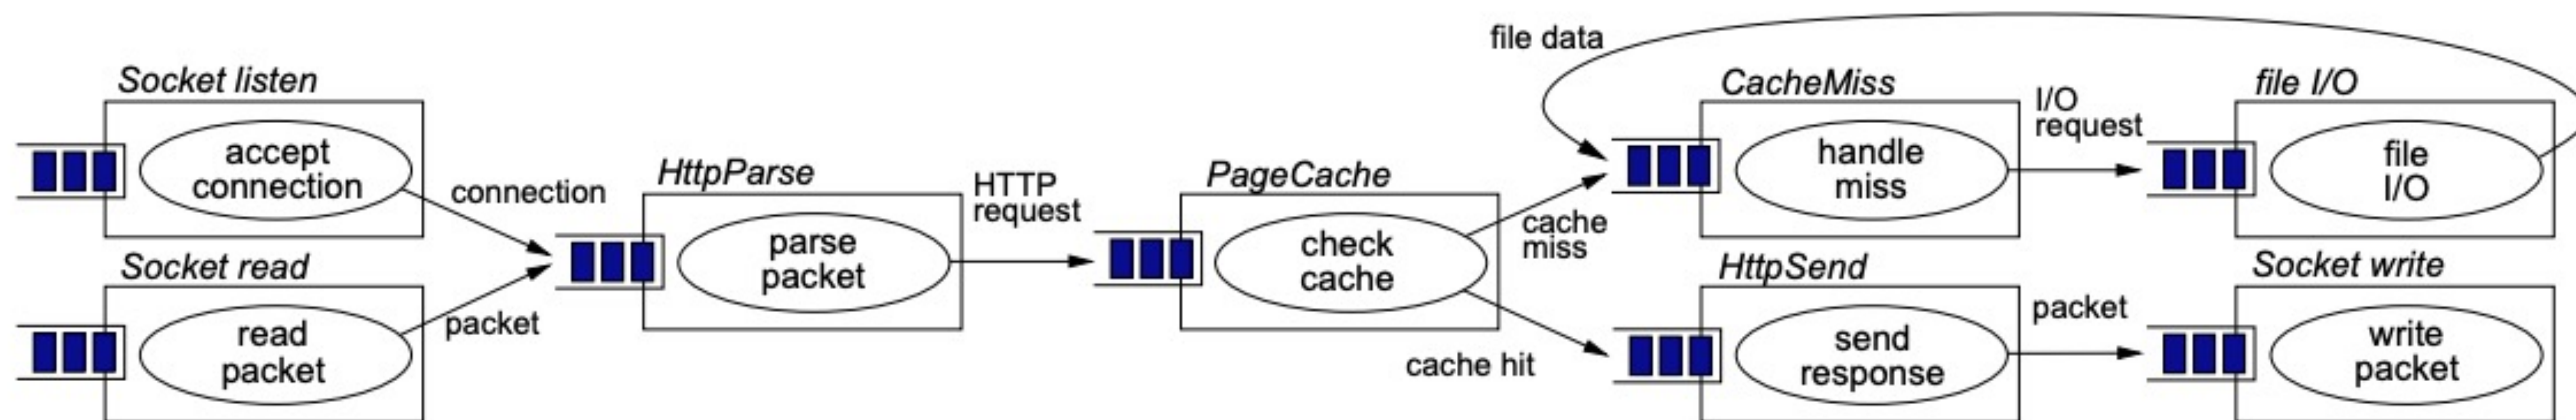 Socket listen
accept
connection
connection
Socket read
read
packet
packet
HttpParse
parse
packet
HTTP
request
PageCache
check
cache
cache
miss
cache hit
file data
CacheMiss
handle
miss
I/O
request
file I/O
file
I/O
HttpSend
send
response
packet
Socket write
write
packet